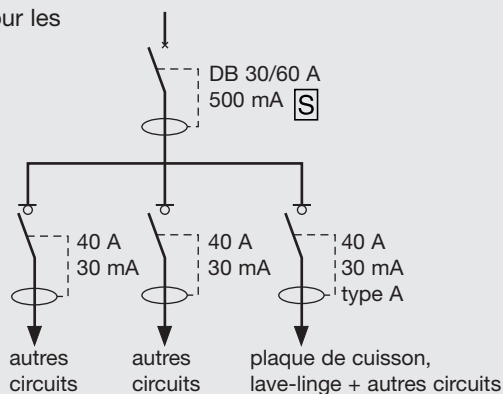 our les
DB 30/60 A
500 mA S
40 A
30 mA
40 A
30 mA
40 A
30 mA
type A
autres
circuits
autres
circuits
plaque de cuisson,
lave-linge + autres circuits